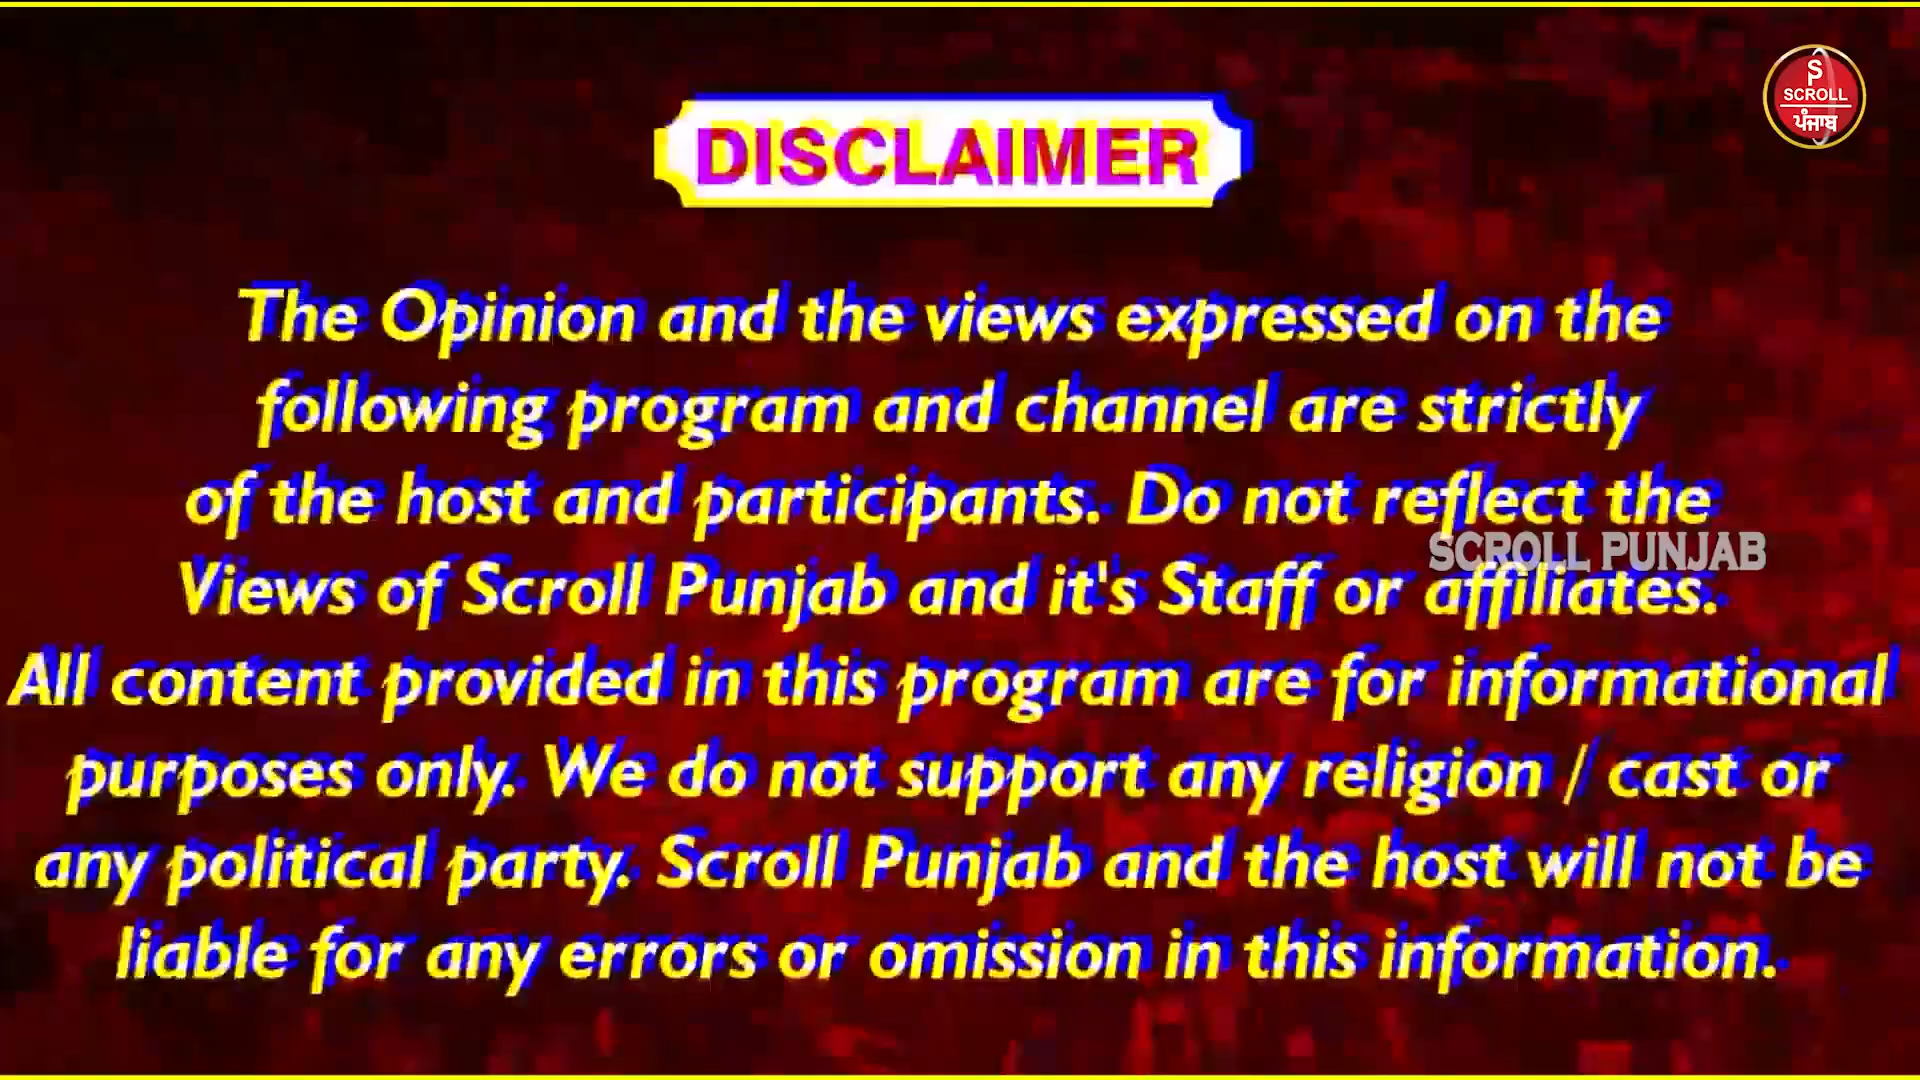 S
P
SCROLL
ਪੰਜਾਬ
DISCLAIMER
The Opinion and the views expressed on the
following program and channel are strictly
of the host and participants. Do not reflect the
SCROLL PUNJAB
Views of Scroll Punjab and it's Staff or affiliates.
All content provided in this program are for informational
purposes only. We do not support any religion / cast or
any political party. Scroll Punjab and the host will not be
liable for any errors or omission in this information.